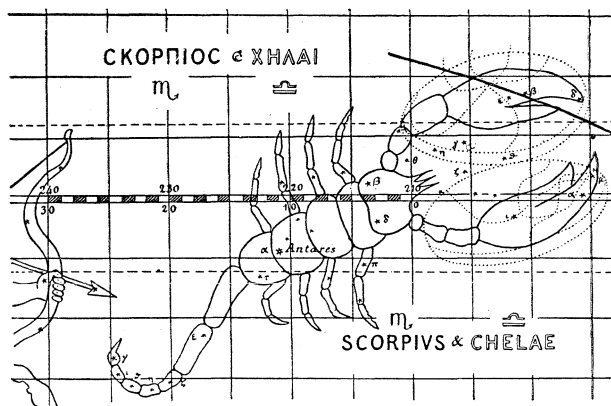 ϹΚΟΡΠΙΟϹ ϭ ΧΗΛΑΙ
♏ ♎
β δ
η γ
θ
240 230 220 210
30 20 10 0
β
δ
α Antares
τ π
ε
ι α
♏ ♎
SCORPIVS & CHELAE
γ